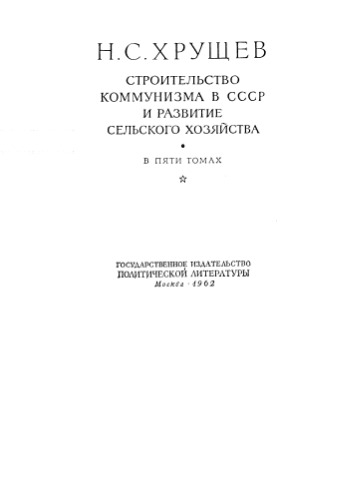 Н.С.ХРУЩЕВ
СТРОИТЕЛЬСТВО
КОММУНИЗМА В СССР
И РАЗВИТИЕ
СЕЛЬСКОГО ХОЗЯЙСТВА
В ПЯТИ ТОМАХ
ГОСУДАРСТВЕННОЕ ИЗДАТЕЛЬСТВО
ПОЛИТИЧЕСКОЙ ЛИТЕРАТУРЫ
Москва · 1962